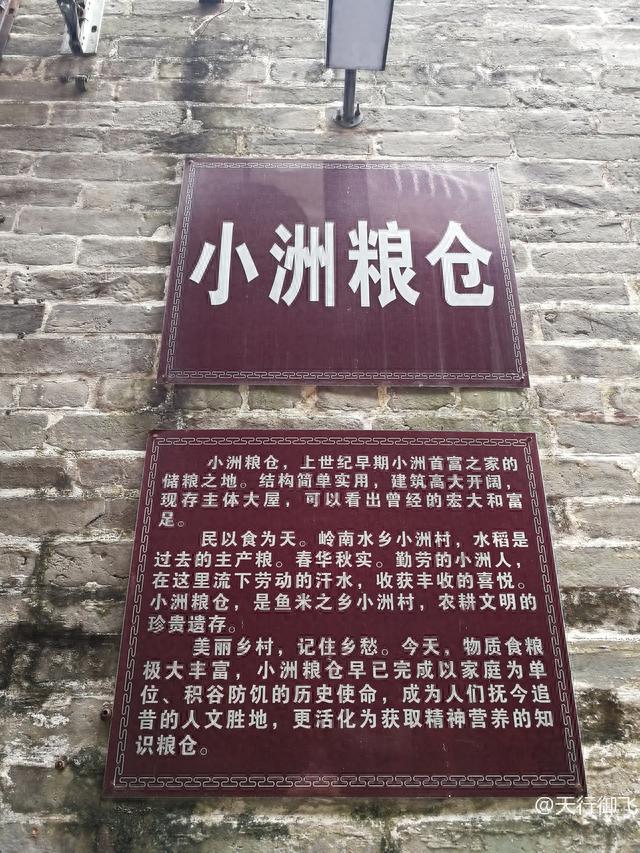 小洲粮仓
小洲粮仓，上世纪早期小洲首富之家的
储粮之地。结构简单实用，建筑高大开阔，
现存主体大屋，可以看出曾经的宏大和富
足。
民以食为天。岭南水乡小洲村，水稻是
过去的主产粮。春华秋实。勤劳的小洲人，
在这里流下劳动的汗水，收获丰收的喜悦。
小洲粮仓，是鱼米之乡小洲村，农耕文明的
珍贵遗存。
美丽乡村，记住乡愁。今天，物质食粮
极大丰富，小洲粮仓早已完成以家庭为单
位、积谷防饥的历史使命，成为人们抚今追
昔的人文胜地，更活化为获取精神营养的知
识粮仓。
@天行御飞